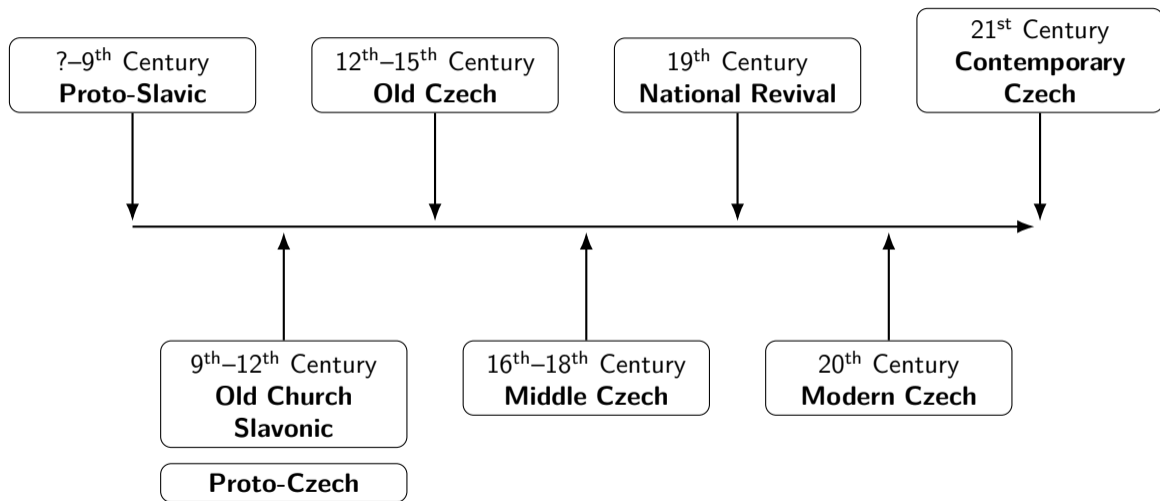 ?–9th Century
Proto-Slavic
12th–15th Century
Old Czech
19th Century
National Revival
21st Century
Contemporary
Czech
9th–12th Century
Old Church
Slavonic
Proto-Czech
16th–18th Century
Middle Czech
20th Century
Modern Czech